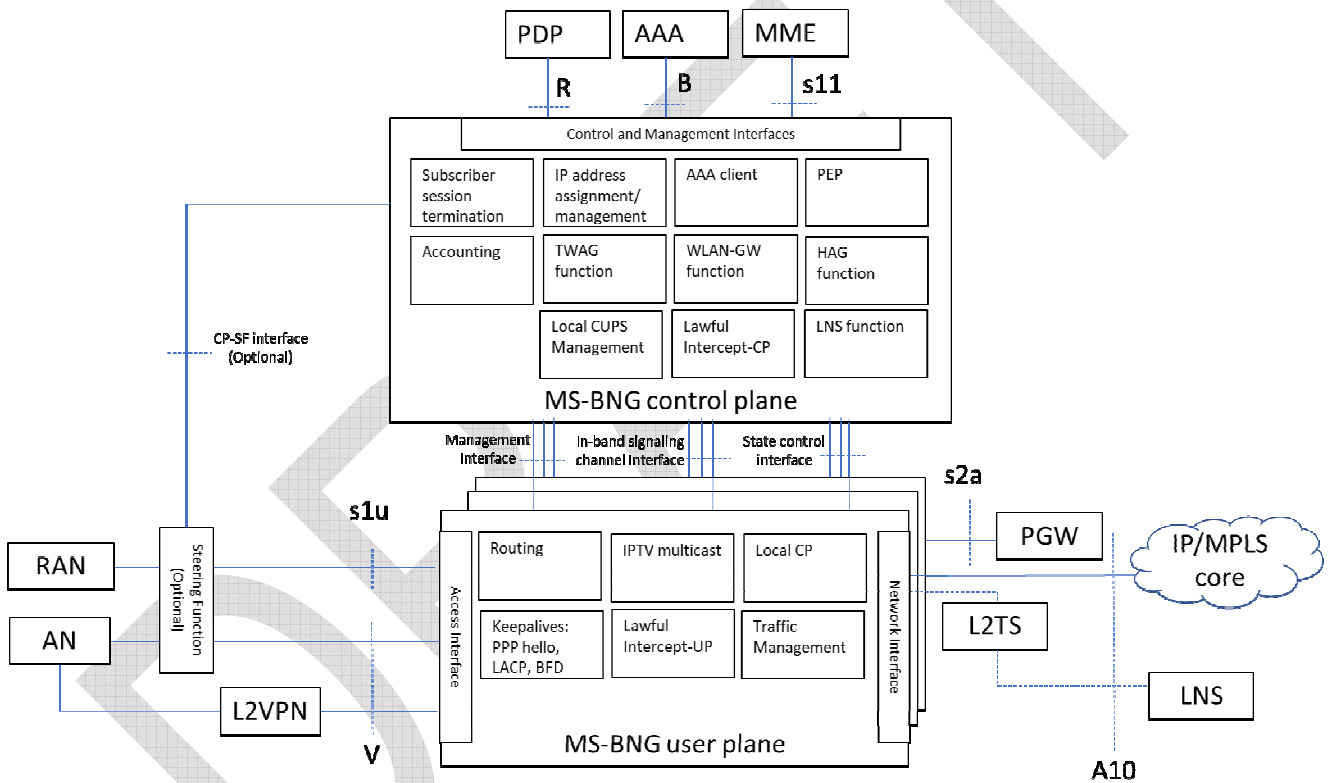 PDP
AAA
MME
R
B
s11
Control and Management Interfaces
Subscriber
session
termination
IP address
assignment/
management
AAA client
PEP
Accounting
TWAG
function
WLAN-GW
function
HAG
function
Local CUPS
Management
Lawful
Intercept-CP
LNS function
MS-BNG control plane
CP-SF interface
(Optional)
Management
Interface
In-band signaling
channel Interface
State control
interface
s1u
s2a
RAN
AN
Steering Function
(Optional)
L2VPN
V
Access Interface
Routing
IPTV multicast
Local CP
Keepalives:
PPP hello,
LACP, BFD
Lawful
Intercept-UP
Traffic
Management
Network Interface
MS-BNG user plane
PGW
IP/MPLS
core
L2TS
LNS
A10
DRAFT